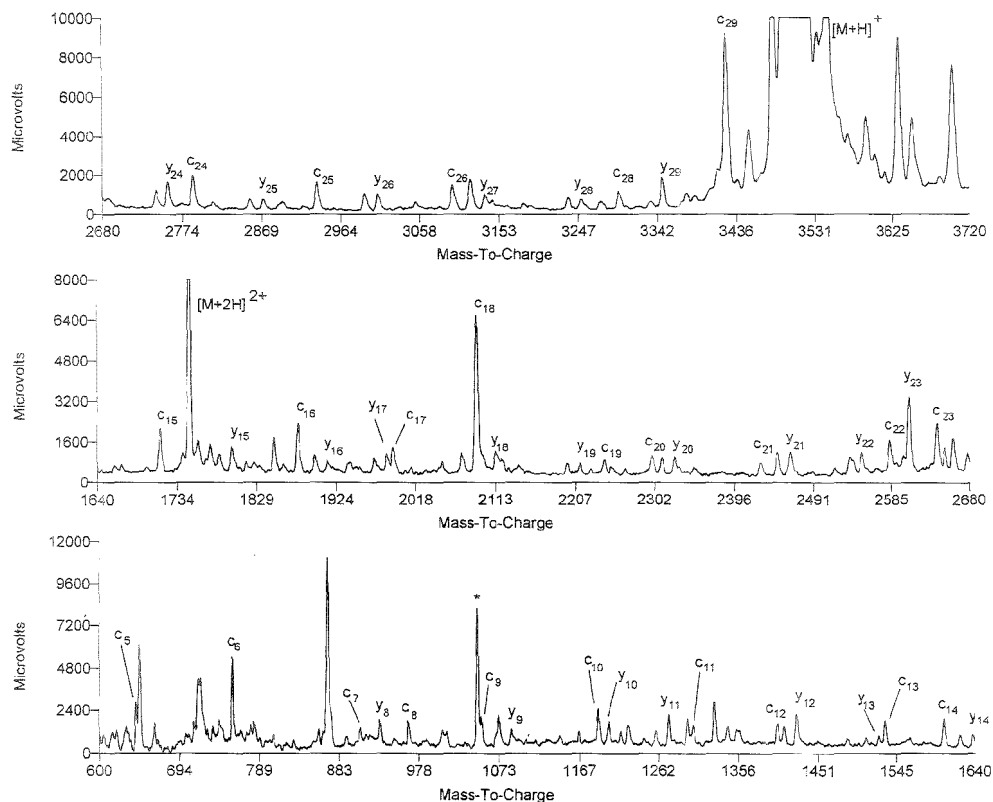 10000
8000
6000
4000
2000
0
Microvolts
y24 c24 y25 c25 y26 c26 y27 y28 c28 y29 c29 [M+H]+
2680 2774 2869 2964 3058 3153 3247 3342 3436 3531 3625 3720
Mass-To-Charge
8000
6400
4800
3200
1600
0
Microvolts
c15 [M+2H]2+ y15 c16 y16 y17 c17 c18 y18 y19 c19 c20 y20 c21 y21 y22 c22 y23 c23
1640 1734 1829 1924 2018 2113 2207 2302 2396 2491 2585 2680
Mass-To-Charge
12000
9600
7200
4800
2400
0
Microvolts
c5 c6 c7 y8 c8 * c9 y9 c10 y10 y11 c11 c12 y12 y13 c13 c14 y14
600 694 789 883 978 1073 1167 1262 1356 1451 1545 1640
Mass-To-Charge